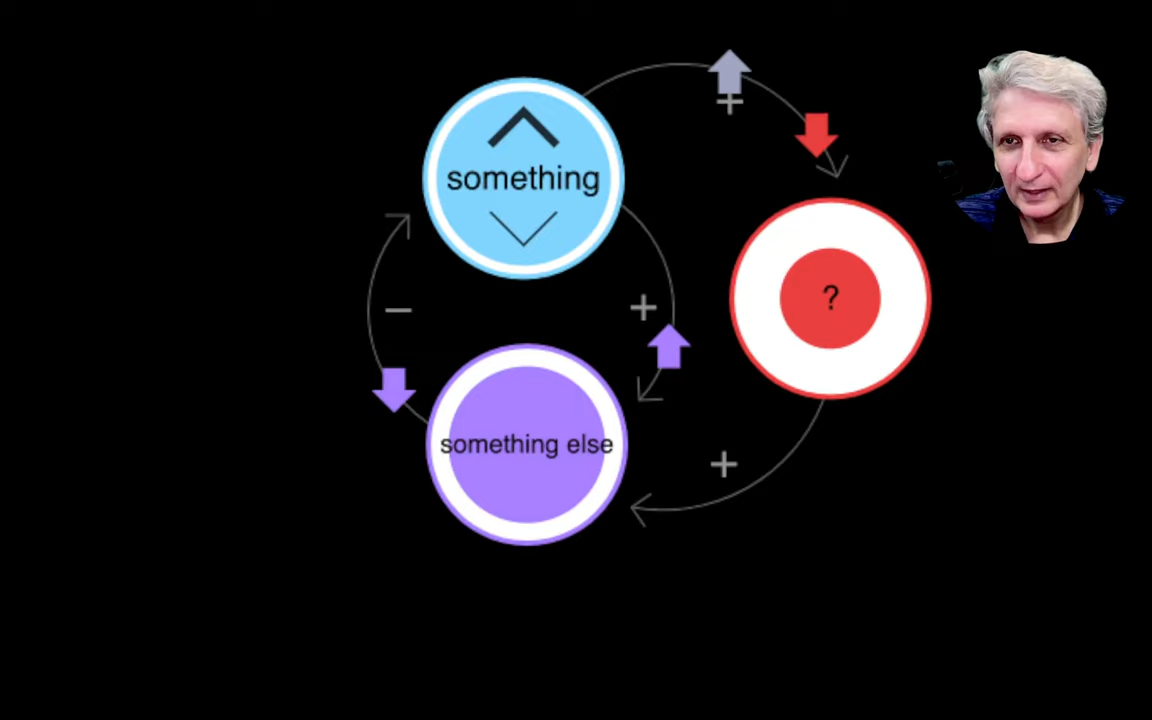 something
+
?
−
+
something else
+